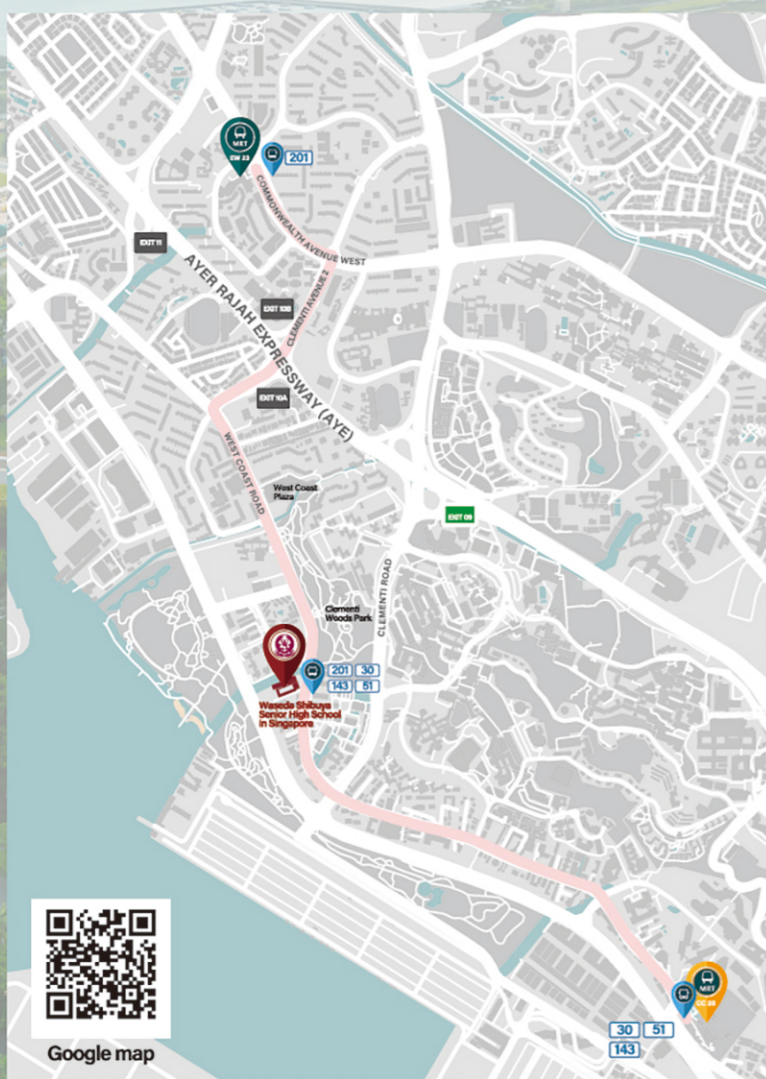 MRT
EW 23
201
COMMONWEALTH AVENUE WEST
EXIT 11
AYER RAJAH EXPRESSWAY (AYE)
CLEMENTI AVENUE 2
EXIT 10B
EXIT 10A
WEST COAST ROAD
West Coast
Plaza
EXIT 09
CLEMENTI ROAD
Clementi
Woods Park
201 30
143 51
Waseda Shibuya
Senior High School
in Singapore
MRT
30 51
143
Google map